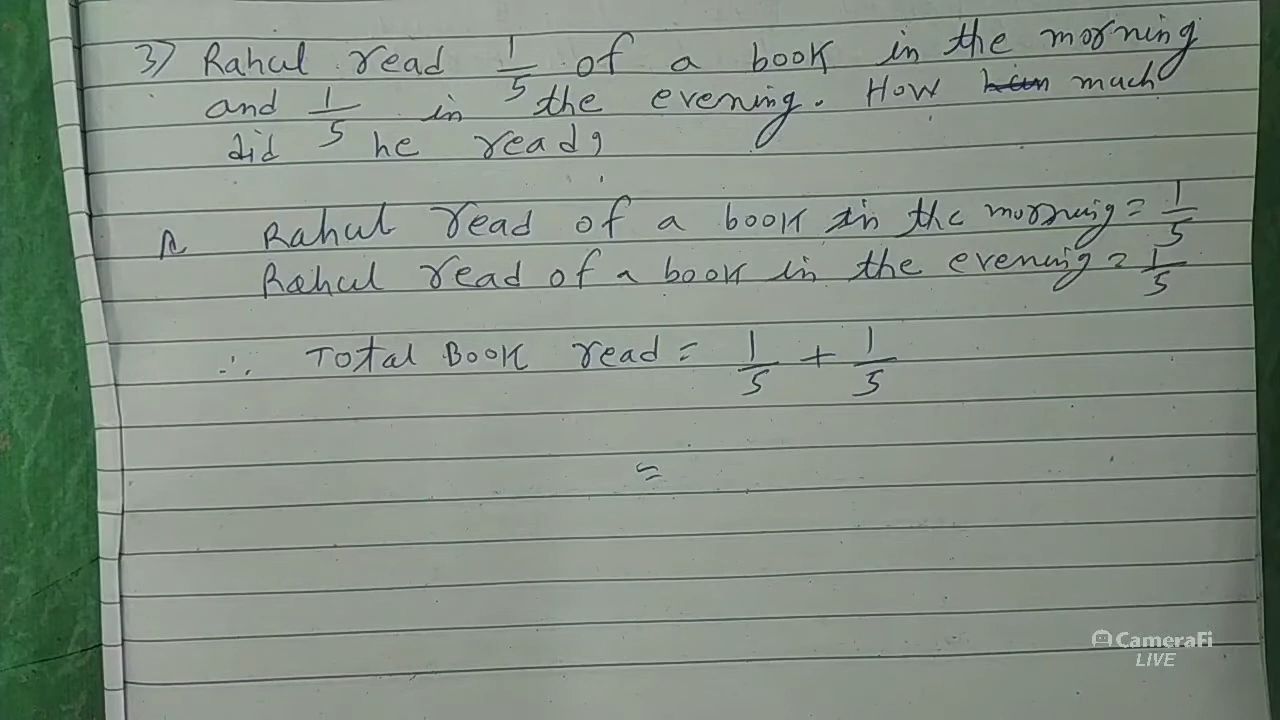 3) Rahul read 1/5 of a book in the morning
and 1/5 in the evening. How much
did he read?
Rahul read of a book in the morning = 1/5
Rahul read of a book in the evening = 1/5
∴ Total Book read = 1/5 + 1/5
=
CameraFi
LIVE